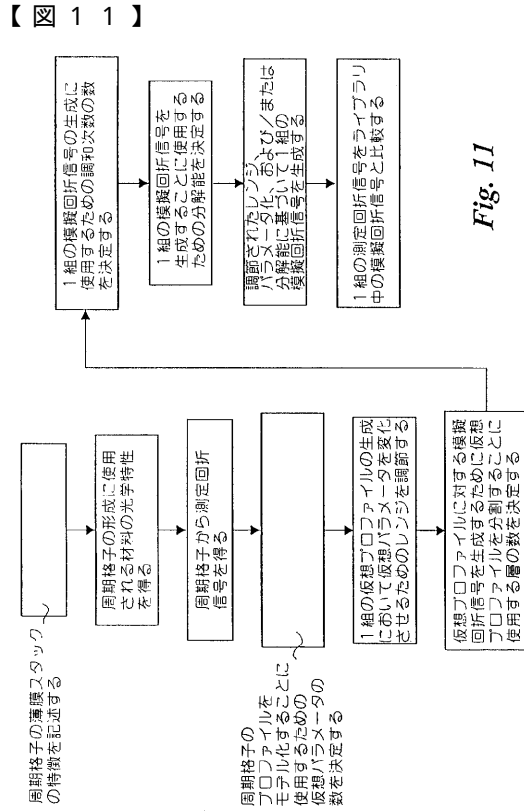 【図１１】
周期格子の薄膜スタック
の特徴を記述する
周期格子の形成に使用
される材料の光学特性
を得る
周期格子から測定回折
信号を得る
周期格子の
プロファイルを
モデル化することに
使用するための
仮想パラメータの
数を決定する
1組の仮想プロファイルの生成
において仮想パラメータを変化
させるためのレンジを調節する
仮想プロファイルに対する模擬
回折信号を生成するために仮想
プロファイルを分割することに
使用する層の数を決定する
1組の模擬回折信号の生成に
使用するための調和次数の数
を決定する
1組の模擬回折信号を
生成することに使用する
ための分解能を決定する
調節されたレンジ、
パラメータ化、および/または
分解能に基づいて1組の
模擬回折信号を生成する
1組の測定回折信号をライブラリ
中の模擬回折信号と比較する
Fig. 11